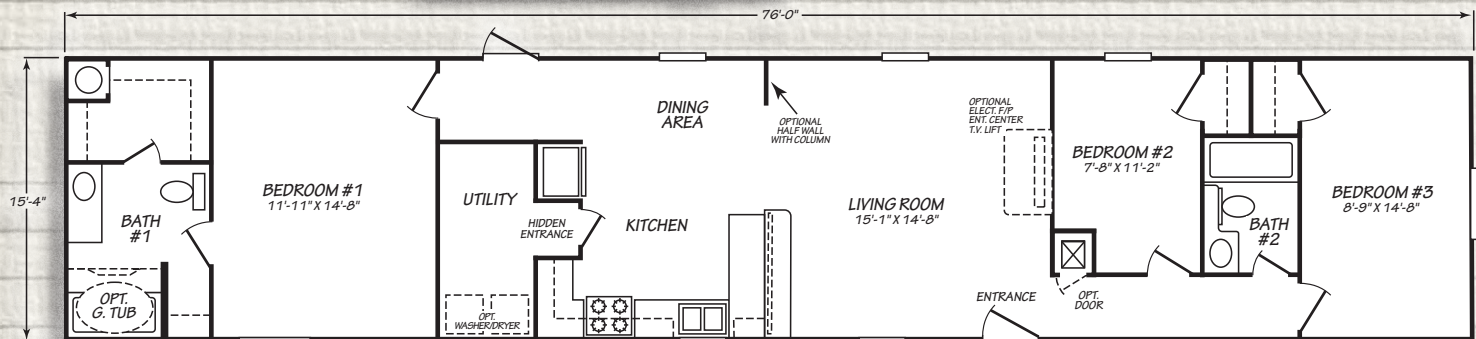 76'-0"
15'-4"
BEDROOM #1
11'-11" X 14'-8"
BATH
#1
OPT.
G. TUB
UTILITY
OPT.
WASHER/DRYER
HIDDEN
ENTRANCE
KITCHEN
DINING
AREA
OPTIONAL
HALF WALL
WITH COLUMN
LIVING ROOM
15'-1" X 14'-8"
OPTIONAL
ELECT. F/P
ENT. CENTER
T.V. LIFT
ENTRANCE
OPT.
DOOR
BEDROOM #2
7'-8" X 11'-2"
BATH
#2
BEDROOM #3
8'-9" X 14'-8"